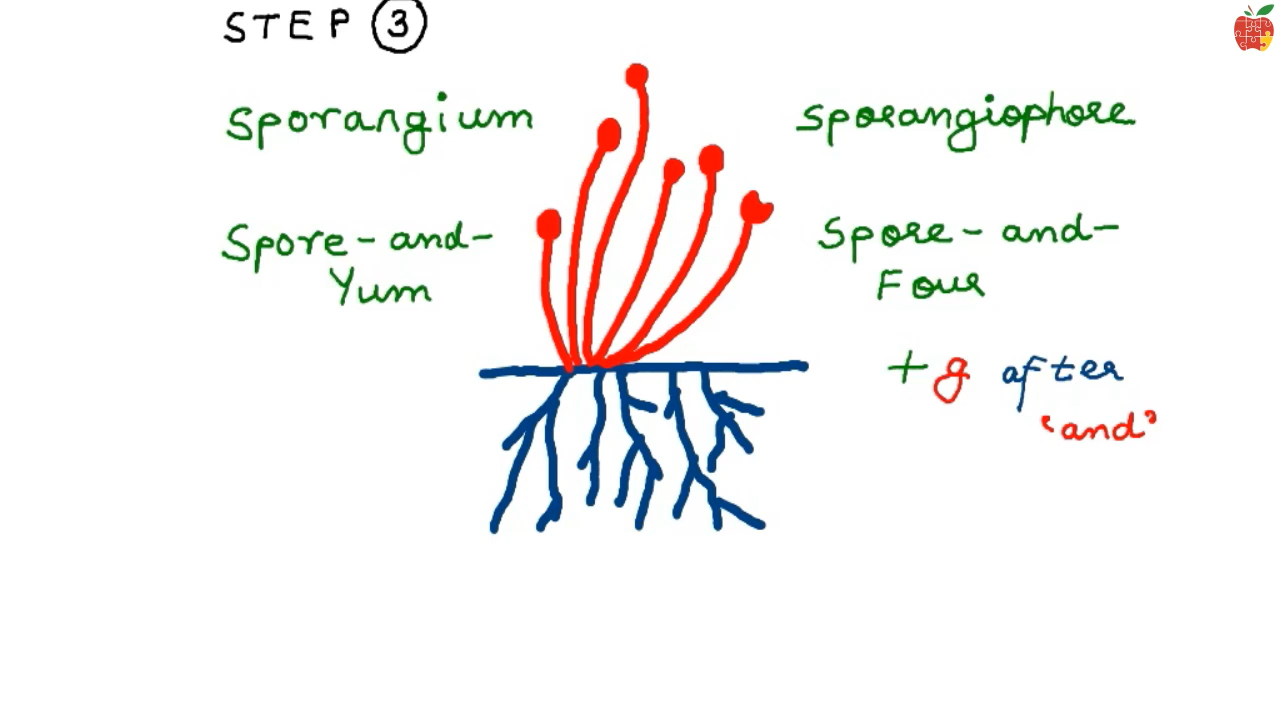 STEP 3
Sporangium
Spore-and-
Yum
Sporangiophore
Spore-and-
Four
+ g after
'and'